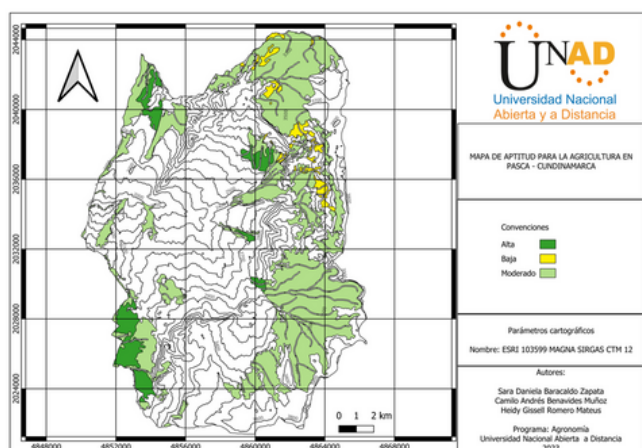 UNAD
Universidad Nacional
Abierta y a Distancia
MAPA DE APTITUD PARA LA AGRICULTURA EN
PASCA - CUNDINAMARCA
Convenciones
Alta
Baja
Moderado
Parámetros cartográficos
Nombre: ESRI 103599 MAGNA SIRGAS CTM 12
Autores:
Sara Daniela Baracaldo Zapata
Camilo Andrés Benavides Muñoz
Heidy Gissell Romero Mateus
Programa: Agronomía
Universidad Nacional Abierta a Distancia
2044000
2040000
2036000
2032000
2028000
2024000
0 1 2 km
4848000 4852000 4856000 4860000 4864000 4868000